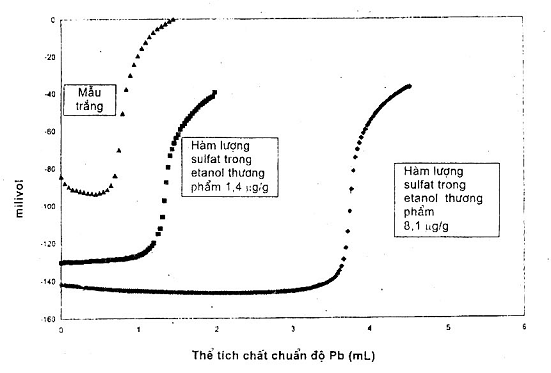 0
-20
-40
-60
-80
-100
-120
-140
-160
milivol
Mẫu
trắng
Hàm lượng
sulfat trong
etanol thương
phẩm 1,4 µg/g
Hàm lượng
sulfat trong
etanol thương
phẩm
8,1 µg/g
0 1 2 3 4 5 6
Thể tích chất chuẩn độ Pb (mL)